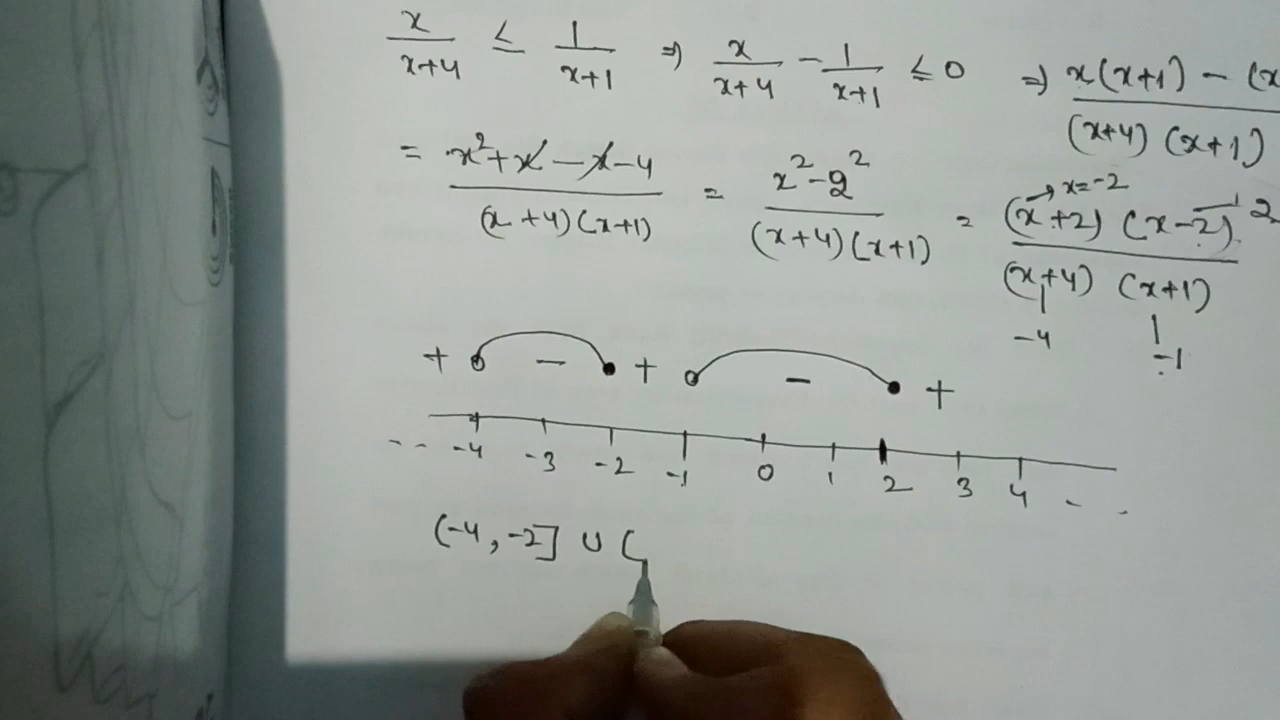 x/(x+4) ≤ 1/(x+1) ⇒ x/(x+4) - 1/(x+1) ≤ 0 ⇒ x(x+1) - (x / (x+4)(x+1)
= x²+x-x-4 / (x+4)(x+1) = x²-2² / (x+4)(x+1) = (x+2)(x-2) / (x+4)(x+1)
→ x=-2
2
-4 -1
+ - + - +
-- -4 -3 -2 -1 0 1 2 3 4 - -
(-4, -2] ∪ (